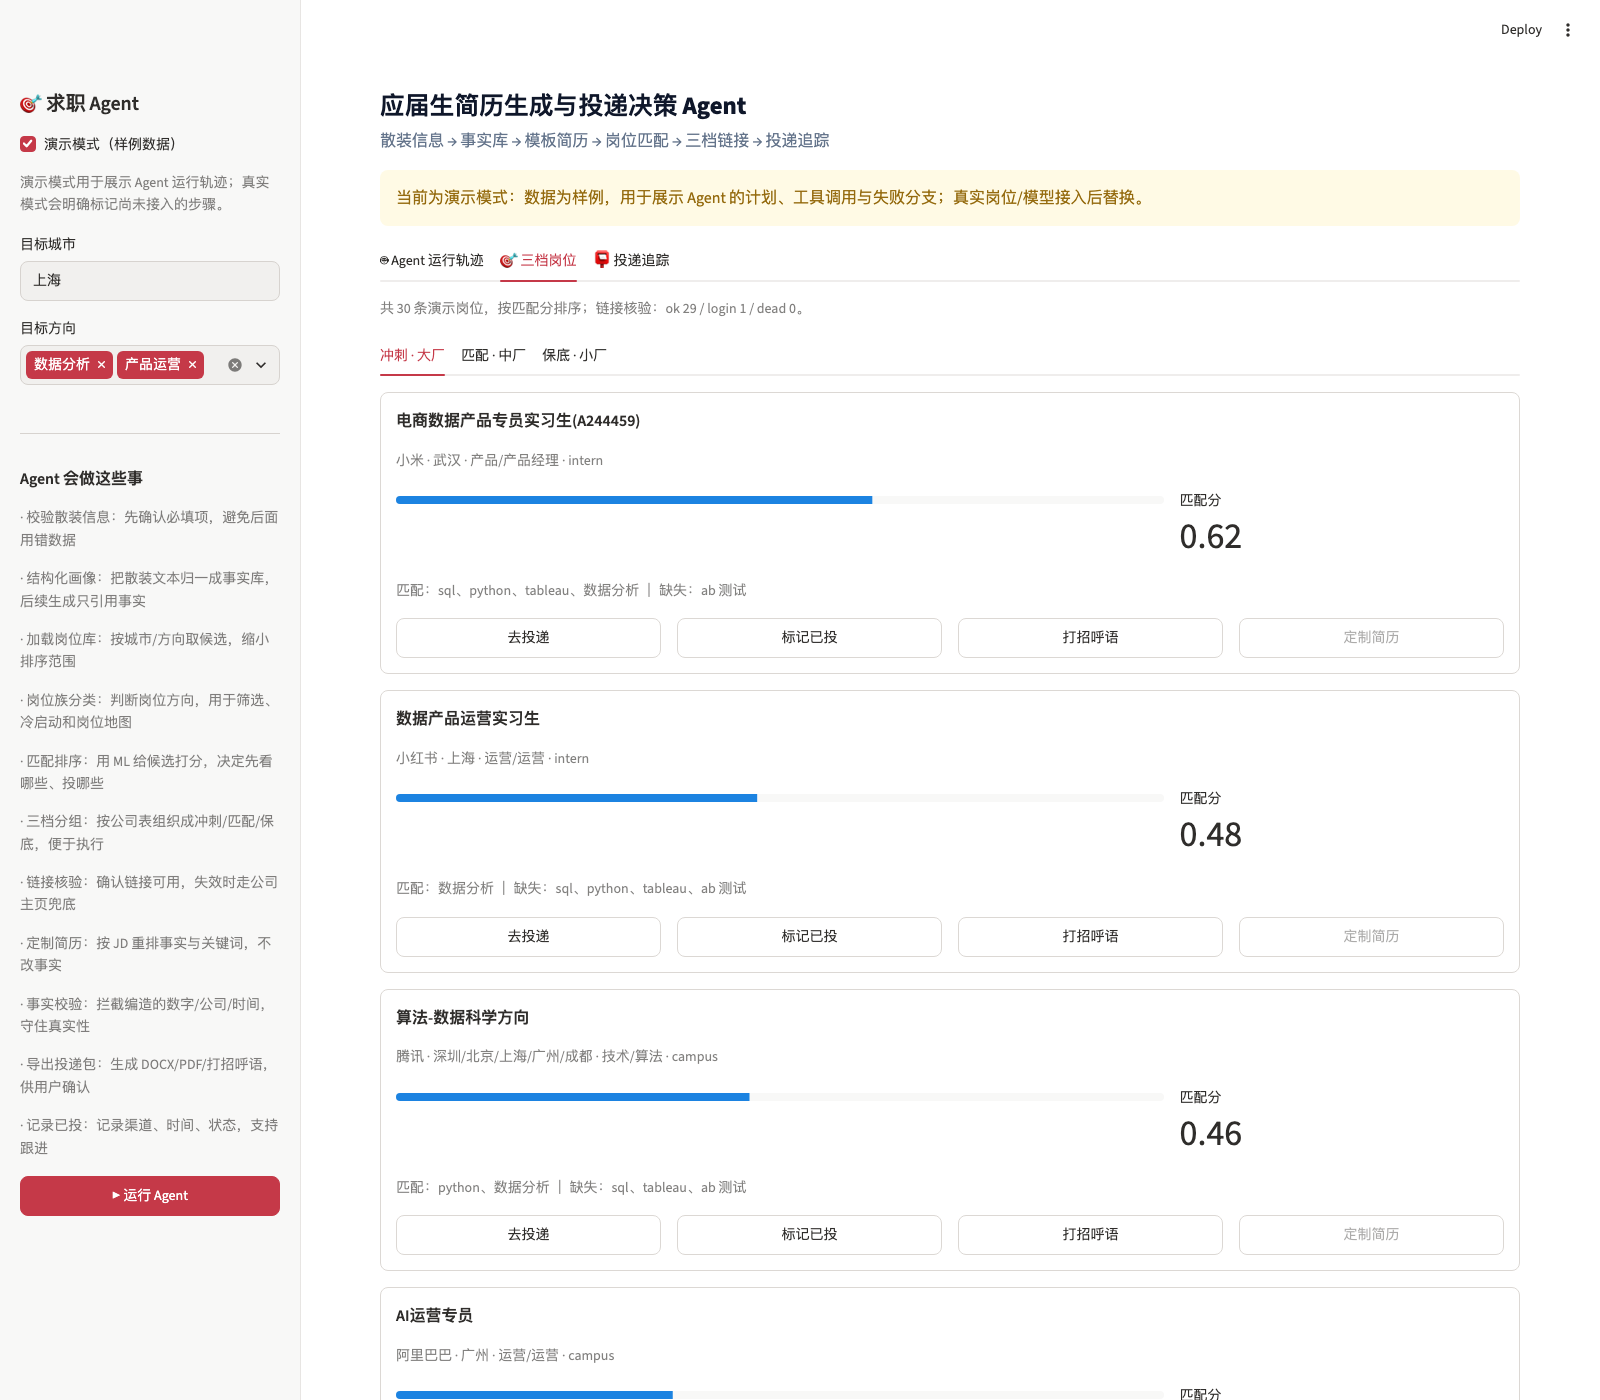 Deploy
求职 Agent
演示模式（样例数据）
演示模式用于展示 Agent 运行轨迹；真实
模式会明确标记尚未接入的步骤。
目标城市
上海
目标方向
数据分析 ×
产品运营 ×
Agent 会做这些事
· 校验散装信息：先确认必填项，避免后面
用错数据
· 结构化画像：把散装文本归一成事实库，
后续生成只引用事实
· 加载岗位库：按城市/方向取候选，缩小
排序范围
· 岗位族分类：判断岗位方向，用于筛选、
冷启动和岗位地图
· 匹配排序：用 ML 给候选打分，决定先看
哪些、投哪些
· 三档分组：按公司表组织成冲刺/匹配/保
底，便于执行
· 链接核验：确认链接可用，失效时走公司
主页兜底
· 定制简历：按 JD 重排事实与关键词，不
改事实
· 事实校验：拦截编造的数字/公司/时间，
守住真实性
· 导出投递包：生成 DOCX/PDF/打招呼语，
供用户确认
· 记录已投：记录渠道、时间、状态，支持
跟进
▶ 运行 Agent
应届生简历生成与投递决策 Agent
散装信息 → 事实库 → 模板简历 → 岗位匹配 → 三档链接 → 投递追踪
当前为演示模式：数据为样例，用于展示 Agent 的计划、工具调用与失败分支；真实岗位/模型接入后替换。
Agent 运行轨迹
三档岗位
投递追踪
共 30 条演示岗位，按匹配分排序；链接核验：ok 29 / login 1 / dead 0。
冲刺 · 大厂
匹配 · 中厂
保底 · 小厂
电商数据产品专员实习生(A244459)
小米 · 武汉 · 产品/产品经理 · intern
匹配分
0.62
匹配：sql、python、tableau、数据分析 ｜ 缺失：ab 测试
去投递
标记已投
打招呼语
定制简历
数据产品运营实习生
小红书 · 上海 · 运营/运营 · intern
匹配分
0.48
匹配：数据分析 ｜ 缺失：sql、python、tableau、ab 测试
去投递
标记已投
打招呼语
定制简历
算法-数据科学方向
腾讯 · 深圳/北京/上海/广州/成都 · 技术/算法 · campus
匹配分
0.46
匹配：python、数据分析 ｜ 缺失：sql、tableau、ab 测试
去投递
标记已投
打招呼语
定制简历
AI运营专员
阿里巴巴 · 广州 · 运营/运营 · campus
匹配分